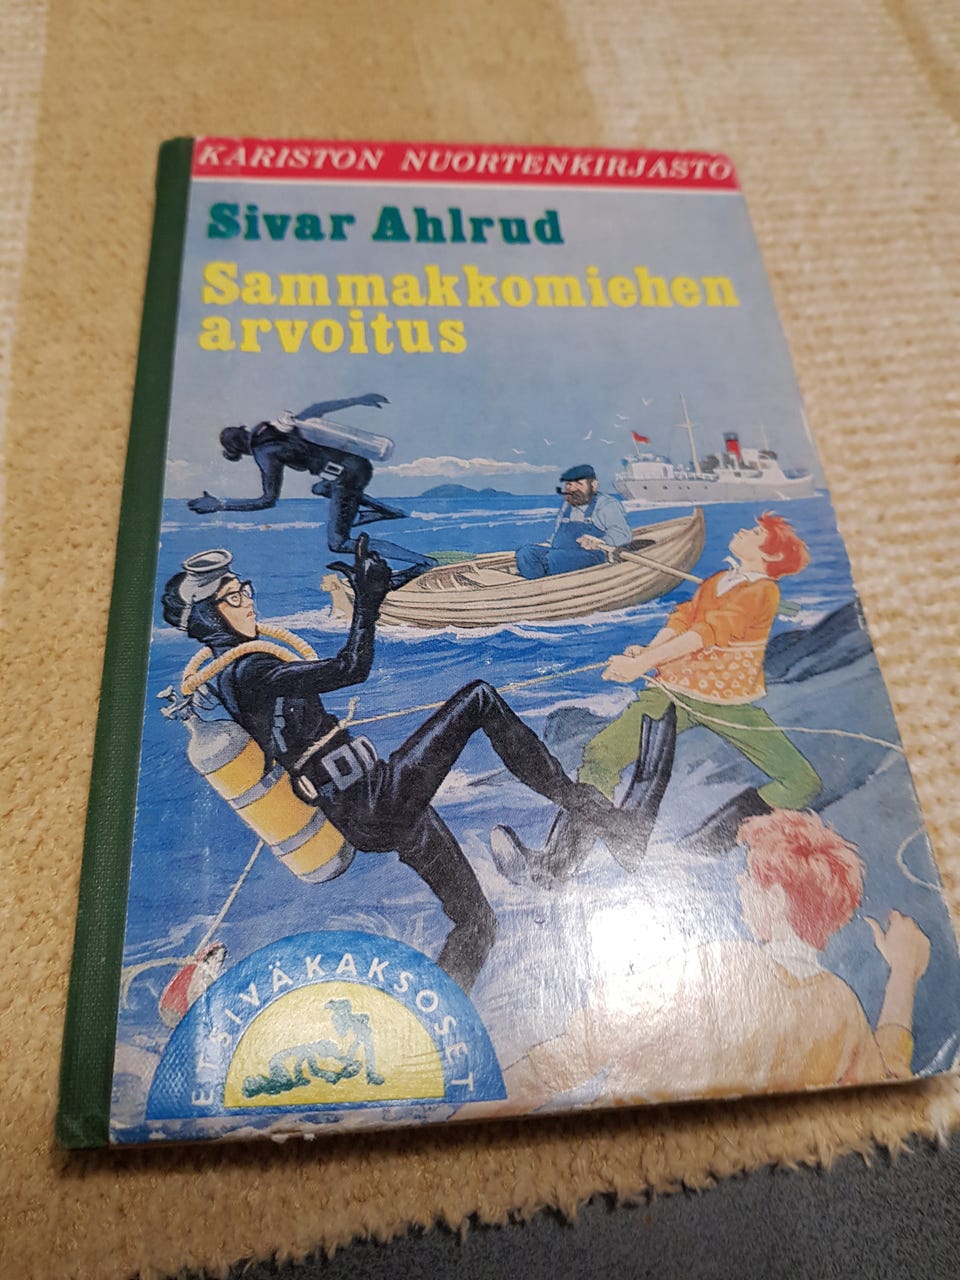 KARISTON NUORTENKIRJASTO
Sivar Ahlrud
Sammakkomiehen
arvoitus
ETSIVÄKAKSOSET